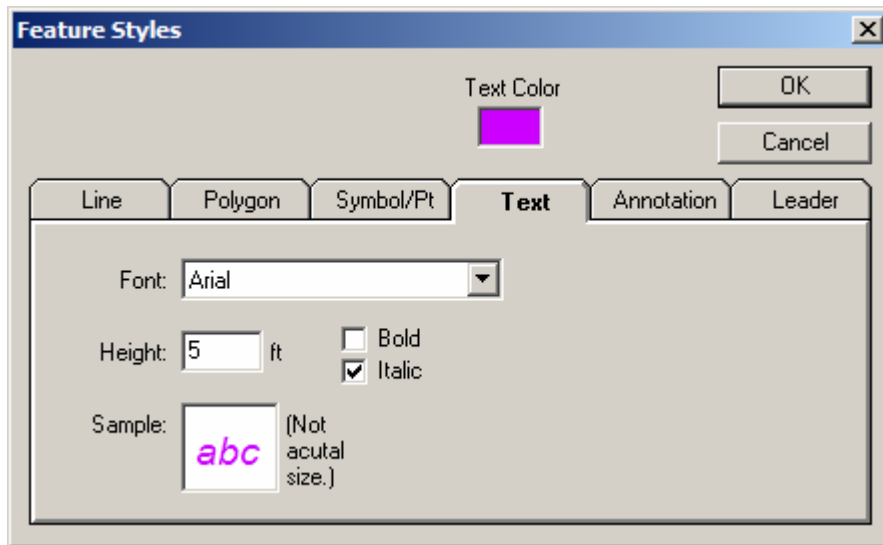 Feature Styles
Text Color
OK
Cancel
Line Polygon Symbol/Pt Text Annotation Leader
Font: Arial
Height: 5 ft
Bold
Italic
Sample: abc (Not
acutal
size.)